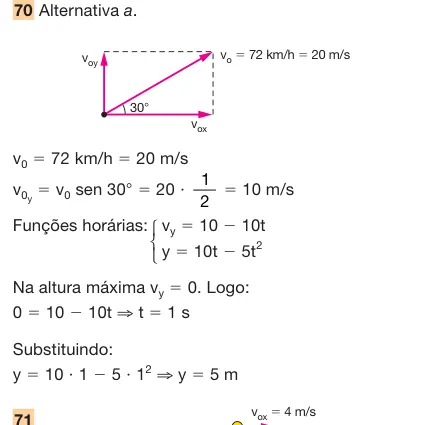 70 Alternativa a.
v₀y
v₀ = 72 km/h = 20 m/s
30°
v₀ₓ
v₀ = 72 km/h = 20 m/s
v₀y = v₀ sen 30° = 20 · 1/2 = 10 m/s
Funções horárias: { vy = 10 − 10t
y = 10t − 5t²
Na altura máxima vy = 0. Logo:
0 = 10 − 10t ⇒ t = 1 s
Substituindo:
y = 10 · 1 − 5 · 1² ⇒ y = 5 m
71
v₀ₓ = 4 m/s